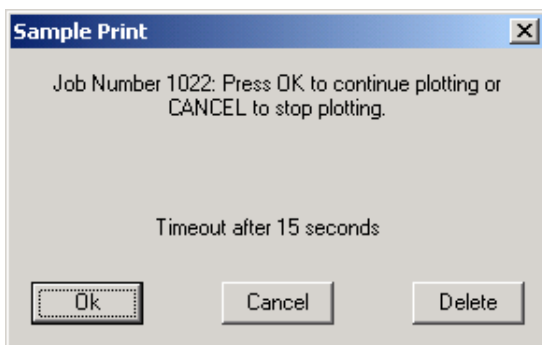 Sample Print
Job Number 1022: Press OK to continue plotting or
CANCEL to stop plotting.
Timeout after 15 seconds
Ok
Cancel
Delete